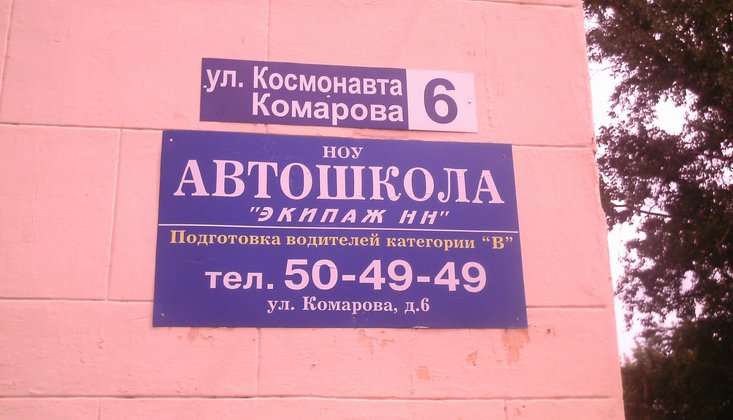 ул. Космонавта
Комарова
6
НОУ
АВТОШКОЛА
"ЭКИПАЖ НН"
Подготовка водителей категории “В”
тел. 50-49-49
ул. Комарова, д.6